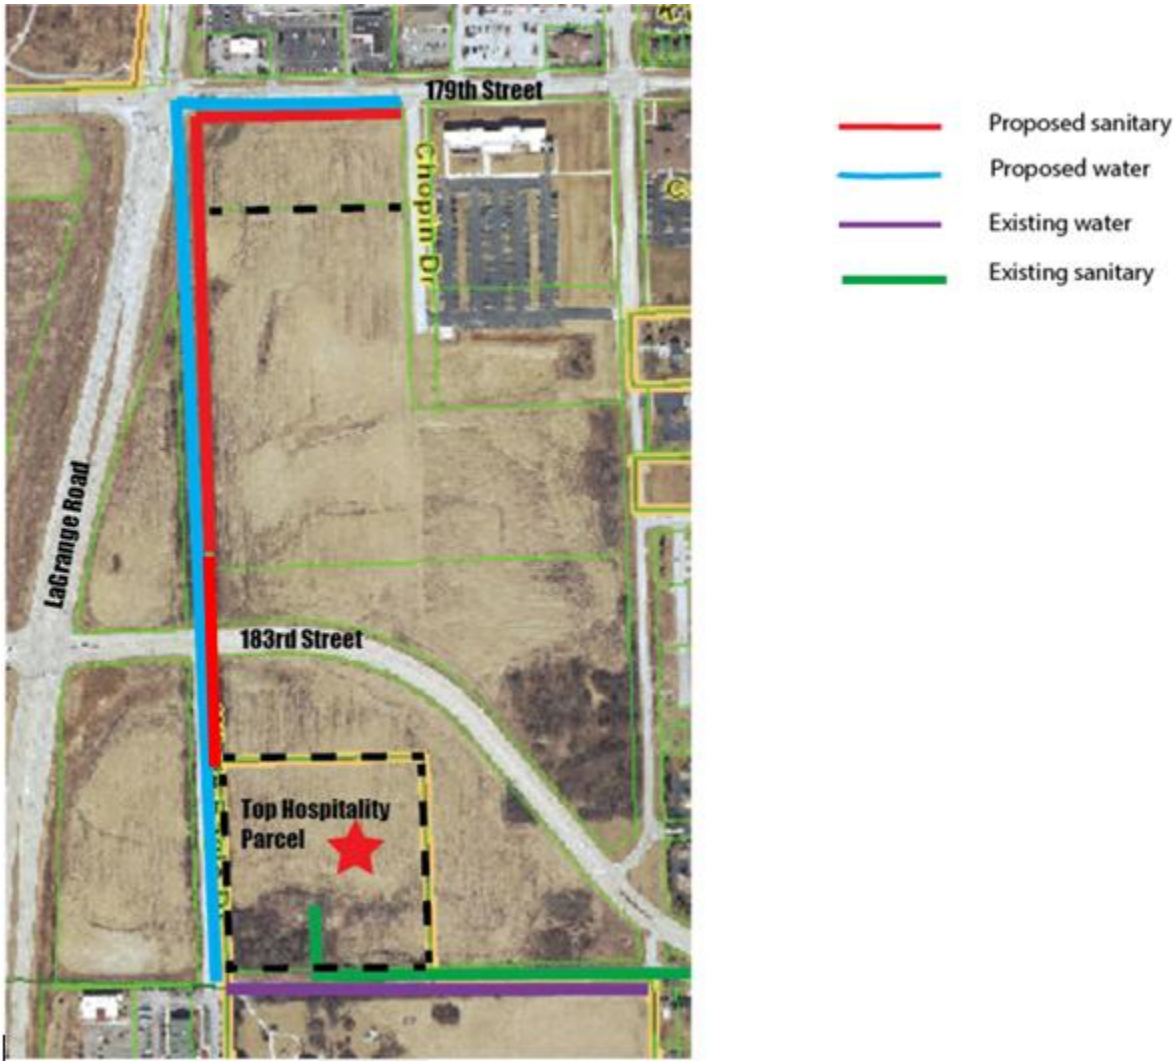 179th Street
Chopin Dr
LaGrange Road
183rd Street
Top Hospitality
Parcel
Proposed sanitary
Proposed water
Existing water
Existing sanitary